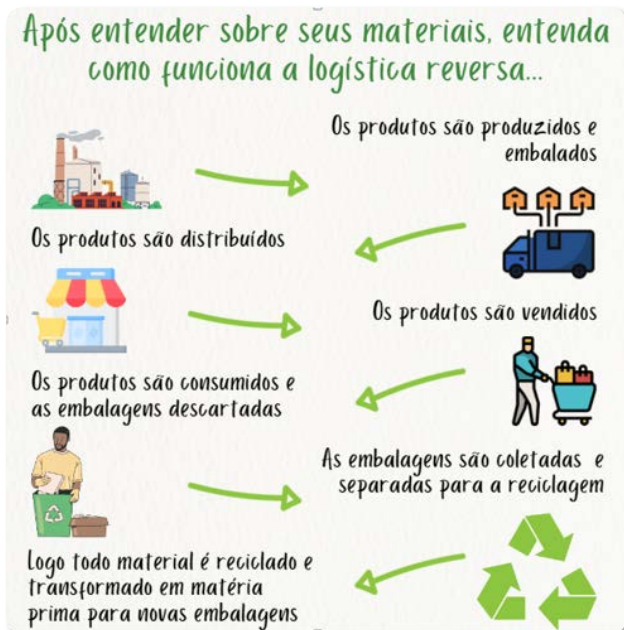 Após entender sobre seus materiais, entenda
como funciona a logística reversa...
Os produtos são produzidos e
embalados
Os produtos são distribuídos
Os produtos são vendidos
Os produtos são consumidos e
as embalagens descartadas
As embalagens são coletadas e
separadas para a reciclagem
Logo todo material é reciclado e
transformado em matéria
prima para novas embalagens